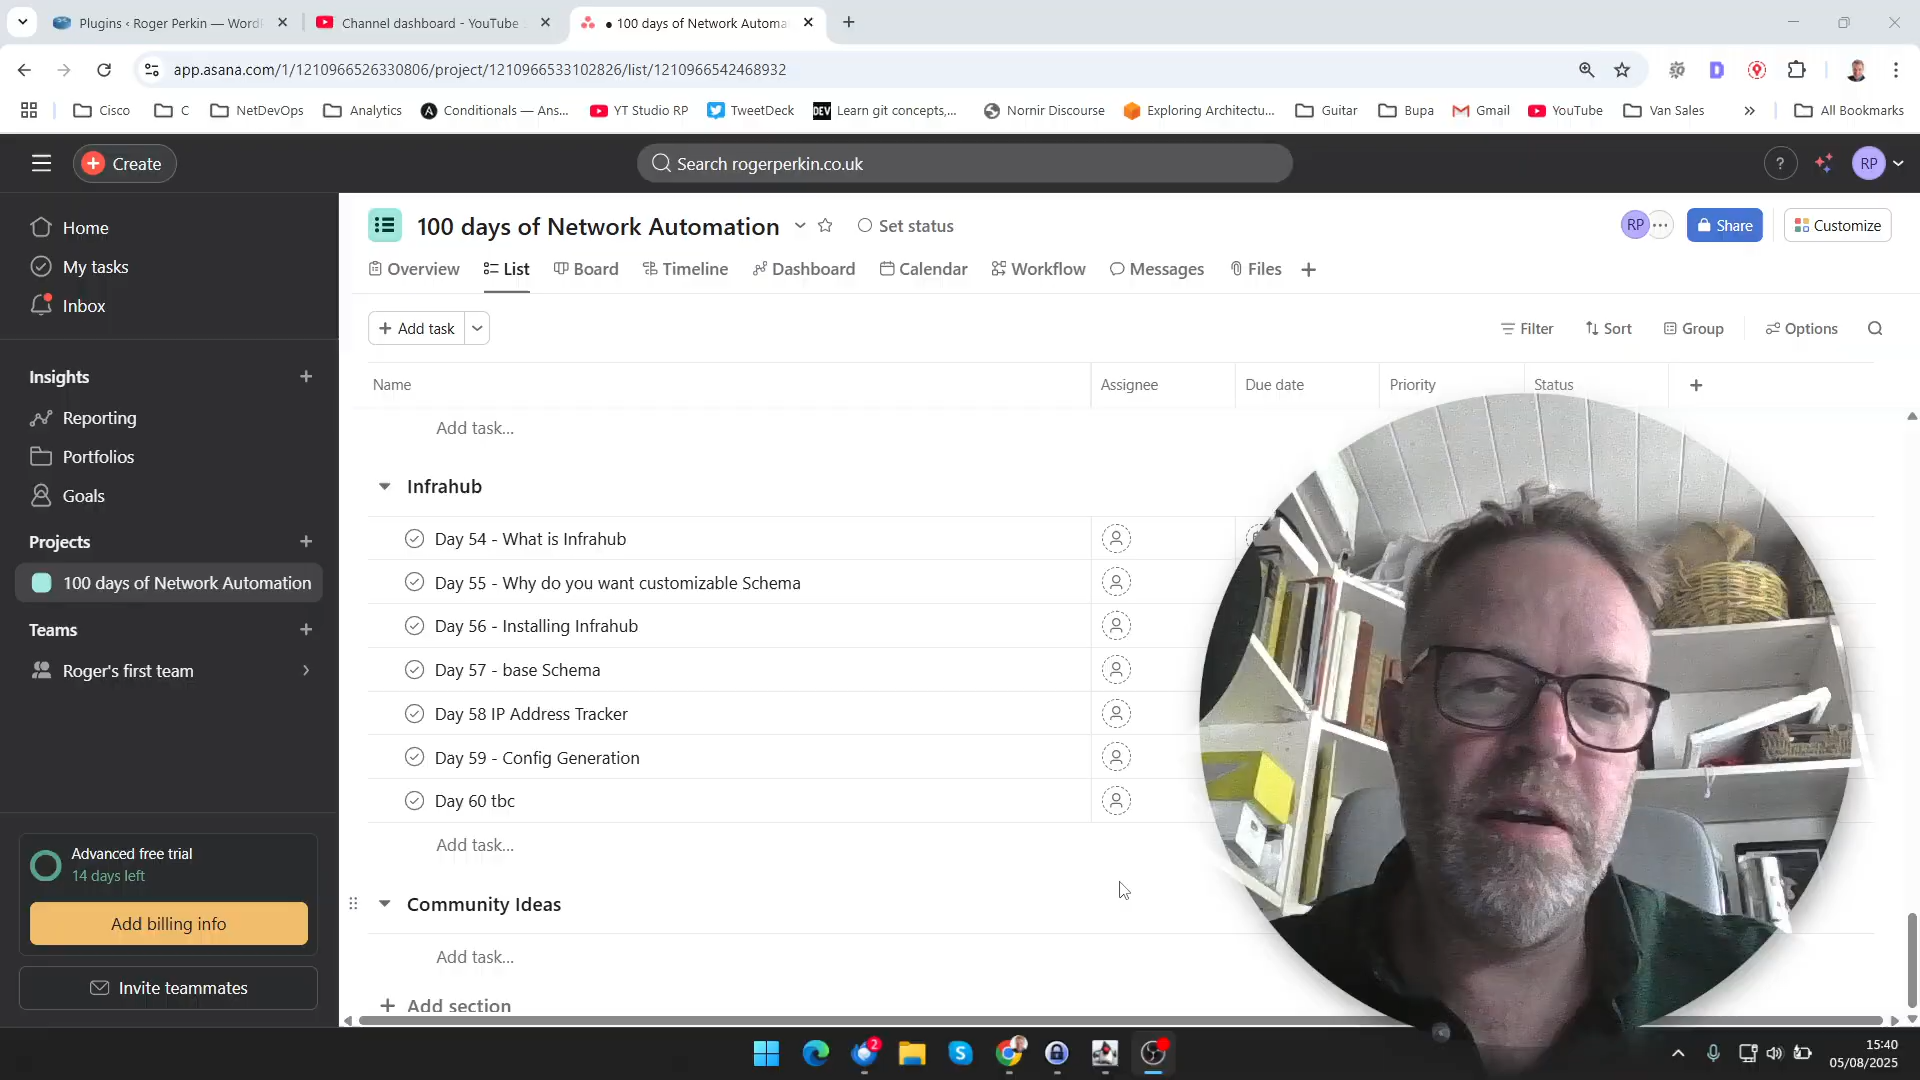 Plugins ‹ Roger Perkin — WordP
Channel dashboard - YouTube
● 100 days of Network Automa
app.asana.com/1/1210966526330806/project/1210966533102826/list/1210966542468932
Cisco
C
NetDevOps
Analytics
Conditionals — Ans...
YT Studio RP
TweetDeck
DEV
Learn git concepts,...
Nornir Discourse
Exploring Architectu...
Guitar
Bupa
Gmail
YouTube
Van Sales
»
All Bookmarks
Create
Search rogerperkin.co.uk
?
RP
Home
My tasks
Inbox
Insights
Reporting
Portfolios
Goals
Projects
100 days of Network Automation
Teams
Roger's first team
Advanced free trial
14 days left
Add billing info
Invite teammates
100 days of Network Automation
Set status
RP
Share
Customize
Overview
List
Board
Timeline
Dashboard
Calendar
Workflow
Messages
Files
Add task
Filter
Sort
Group
Options
Name
Assignee
Due date
Priority
Status
Add task...
Infrahub
Day 54 - What is Infrahub
Day 55 - Why do you want customizable Schema
Day 56 - Installing Infrahub
Day 57 - base Schema
Day 58 IP Address Tracker
Day 59 - Config Generation
Day 60 tbc
Add task...
Community Ideas
Add task...
Add section
2
15:40
05/08/2025